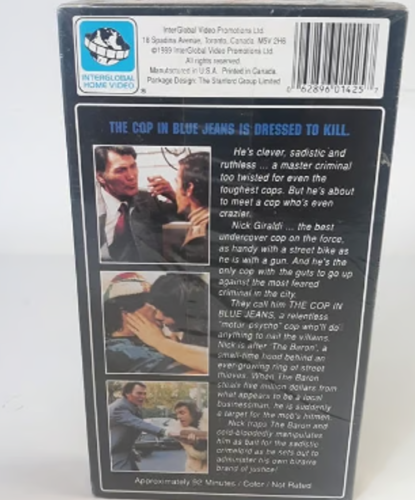 INTERGLOBAL
HOME VIDEO
®
InterGlobal Video Promotions Ltd.
16 Spadina Avenue, Toronto, Canada, M5V 2H6
©1989 InterGlobal Video Promotions Ltd.
All rights reserved.
Manufactured in U.S.A. Printed in Canada.
Package Design: The Stanford Group Limited
0 62896 01425 7
THE COP IN BLUE JEANS IS DRESSED TO KILL.
He's clever, sadistic and
ruthless ... a master criminal
too twisted for even the
toughest cops. But he's about
to meet a cop who's even
crazier.
Nick Giraldi ... the best
undercover cop on the force,
as handy with a street bike as
he is with a gun. And he's the
only cop with the guts to go up
against the most feared
criminal in the city.
They call him THE COP IN
BLUE JEANS, a relentless
"motor-psycho" cop who'll do
anything to nail the villains.
Nick is after 'The Baron', a
small-time hood behind an
ever-growing ring of street
thieves. When The Baron
steals five million dollars from
what appears to be a local
businessman, he is suddenly
a target for the mob's hitmen.
Nick traps The Baron and
cold-bloodedly manipulates
him as bait for the sadistic
crimelord as he sets out to
administer his own bizarre
brand of justice!
Approximately 90 Minutes / Color / Not Rated